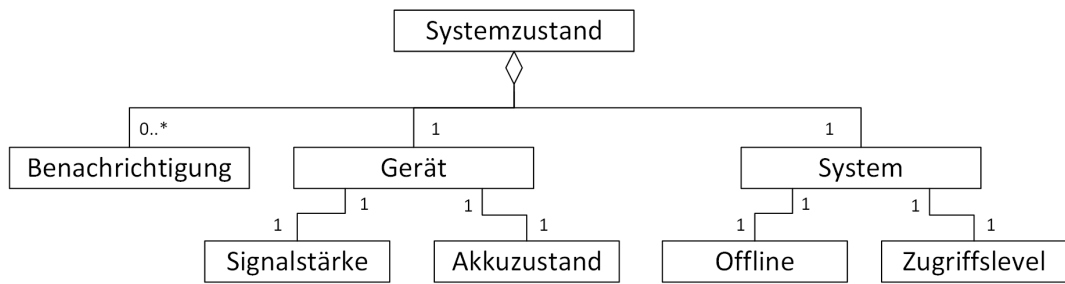 Systemzustand
0..* 1 1
Benachrichtigung Gerät System
1 1 1 1
1 1 1 1
Signalstärke Akkuzustand Offline Zugriffslevel